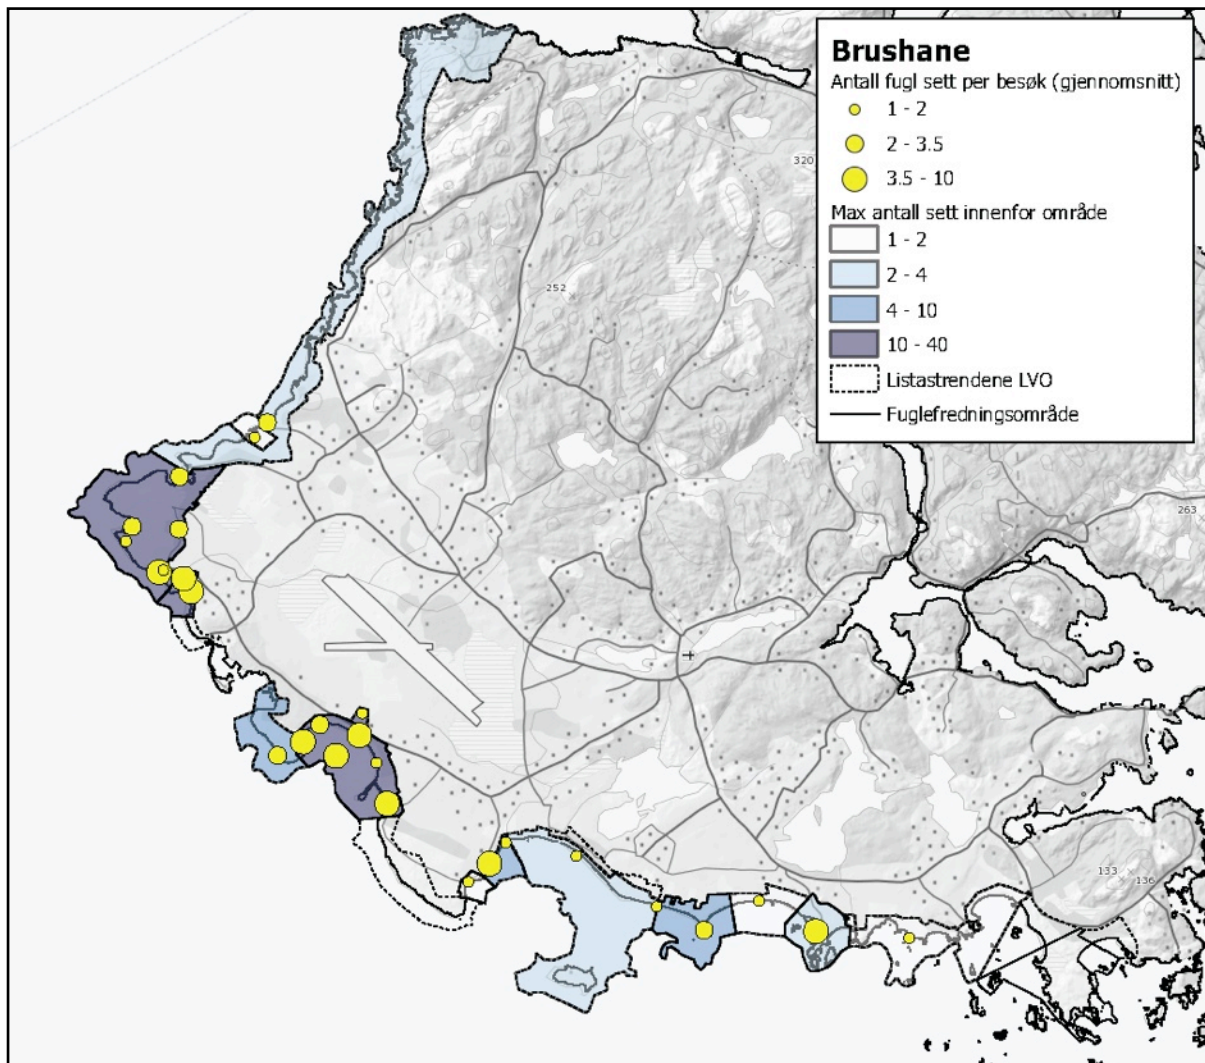 Brushane
Antall fugl sett per besøk (gjennomsnitt)
1 - 2
2 - 3.5
3.5 - 10
Max antall sett innenfor område
1 - 2
2 - 4
4 - 10
10 - 40
Listastrendene LVO
Fuglefredningsområde
320
252
263
133
136